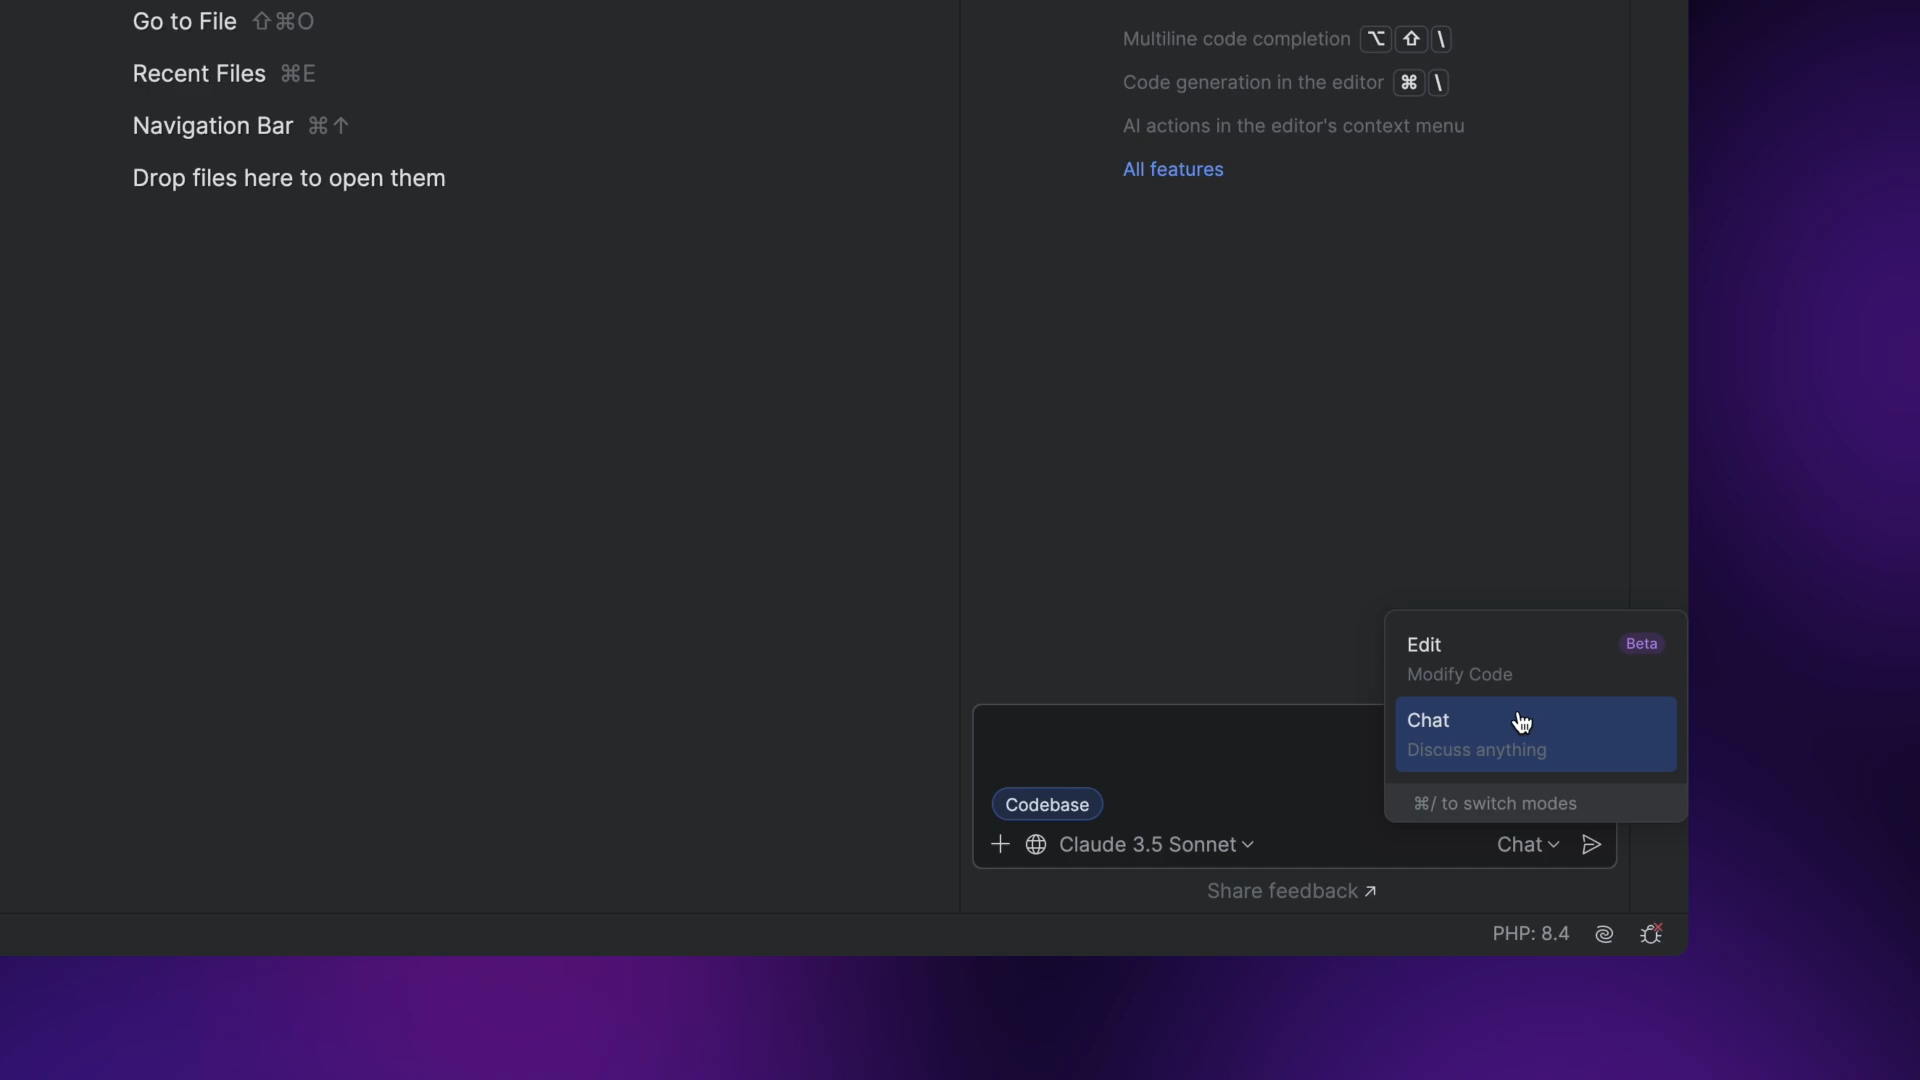 Go to File ⇧⌘O
Recent Files ⌘E
Navigation Bar ⌘↑
Drop files here to open them
Multiline code completion ⌥ ⇧ \
Code generation in the editor ⌘ \
AI actions in the editor's context menu
All features
Edit Beta
Modify Code
Chat
Discuss anything
⌘/ to switch modes
Codebase
Claude 3.5 Sonnet
Chat
Share feedback ↗
PHP: 8.4